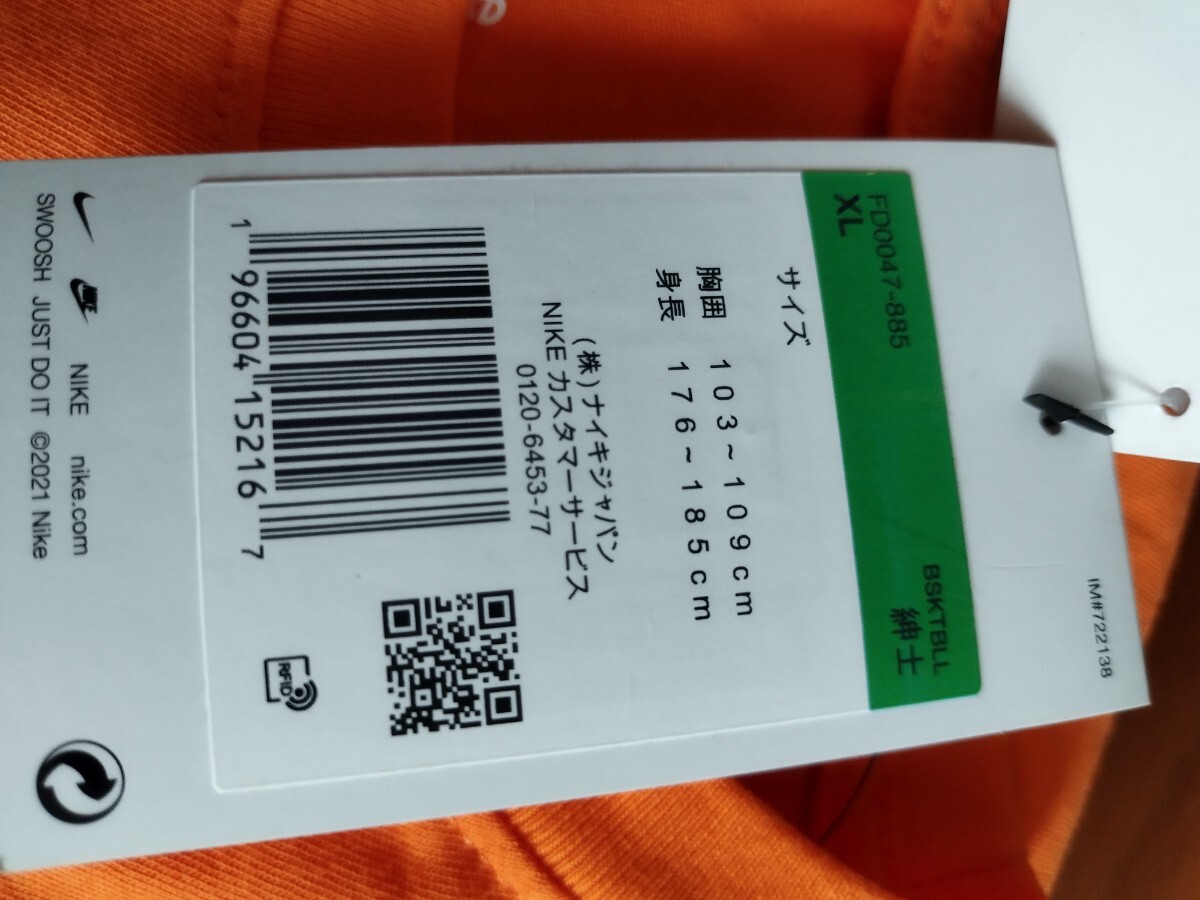 IM#722138
FD0047-885 BSKTBLL
XL 紳士
サイズ
胸囲 103~109cm
身長 176~185cm
(株)ナイキジャパン
NIKE カスタマーサービス
0120-6453-77
1 96604 15216 7
RFID
NIKE nike.com
SWOOSH JUST DO IT ©2021 Nike